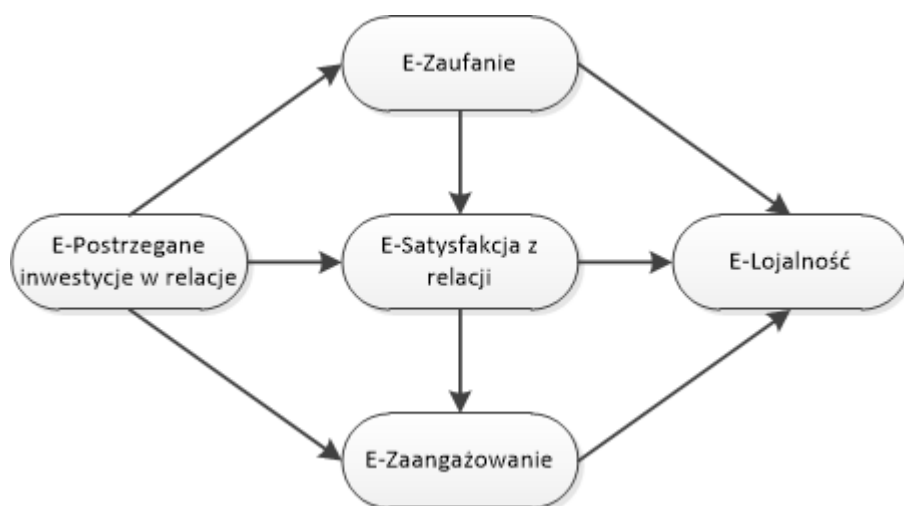 E-Zaufanie
E-Postrzegane
inwestycje w relacje
E-Satysfakcja z
relacji
E-Lojalność
E-Zaangażowanie